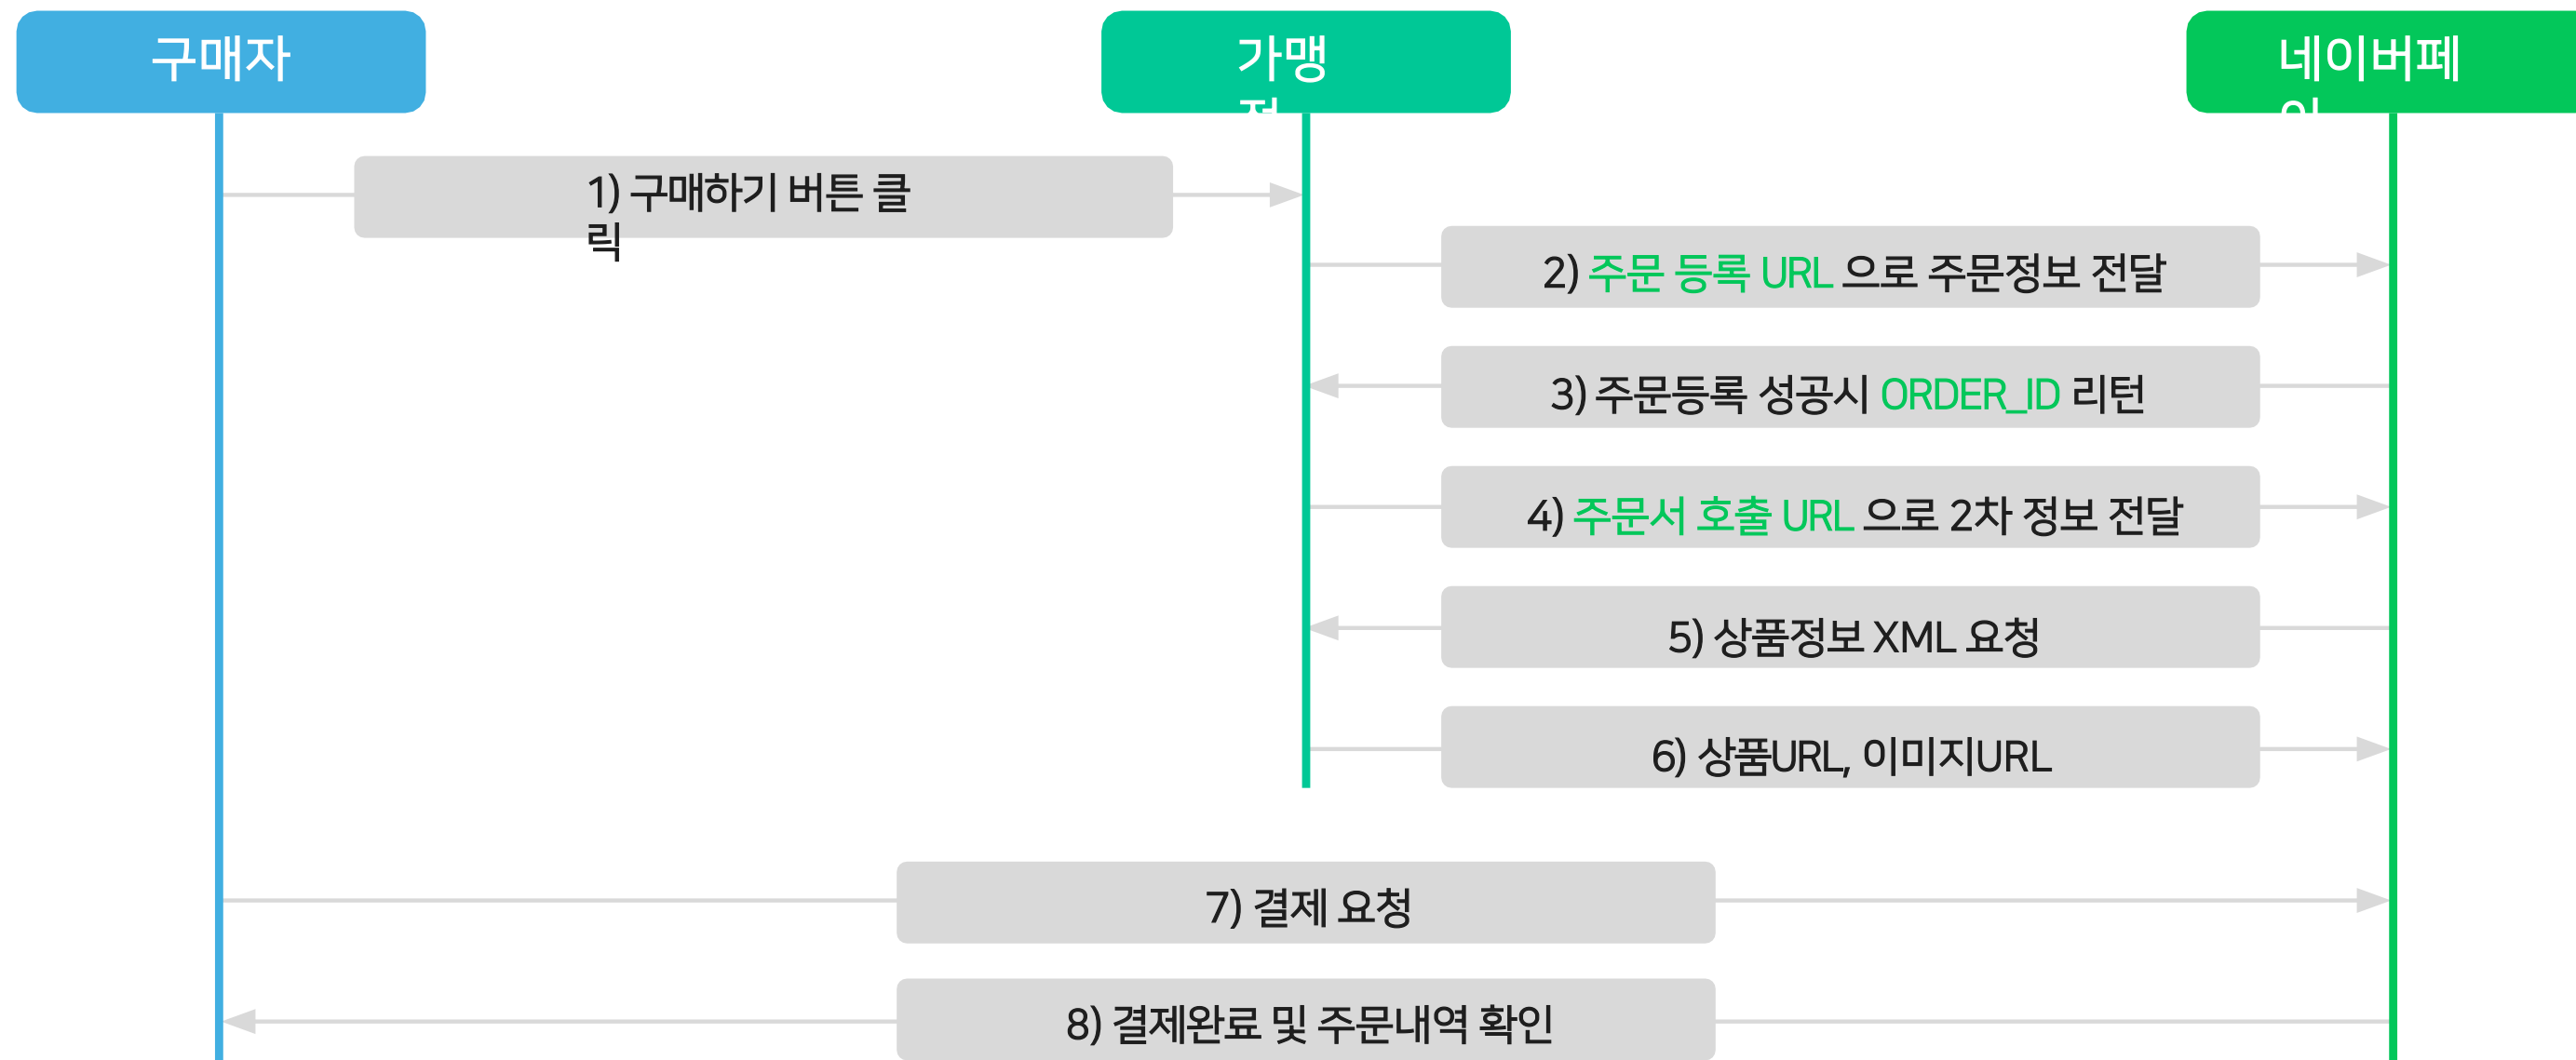 구매자
가맹
네이버페
1) 구매하기 버튼 클
릭
2) 주문 등록 URL 으로 주문정보 전달
3) 주문등록 성공시 ORDER_ID 리턴
4) 주문서 호출 URL 으로 2차 정보 전달
5) 상품정보 XML 요청
6) 상품URL, 이미지URL
7) 결제 요청
8) 결제완료 및 주문내역 확인